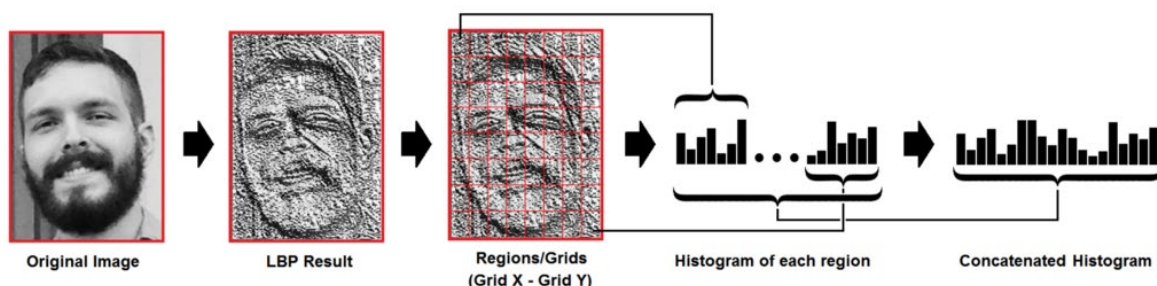 Original Image
LBP Result
Regions/Grids
(Grid X - Grid Y)
Histogram of each region
Concatenated Histogram